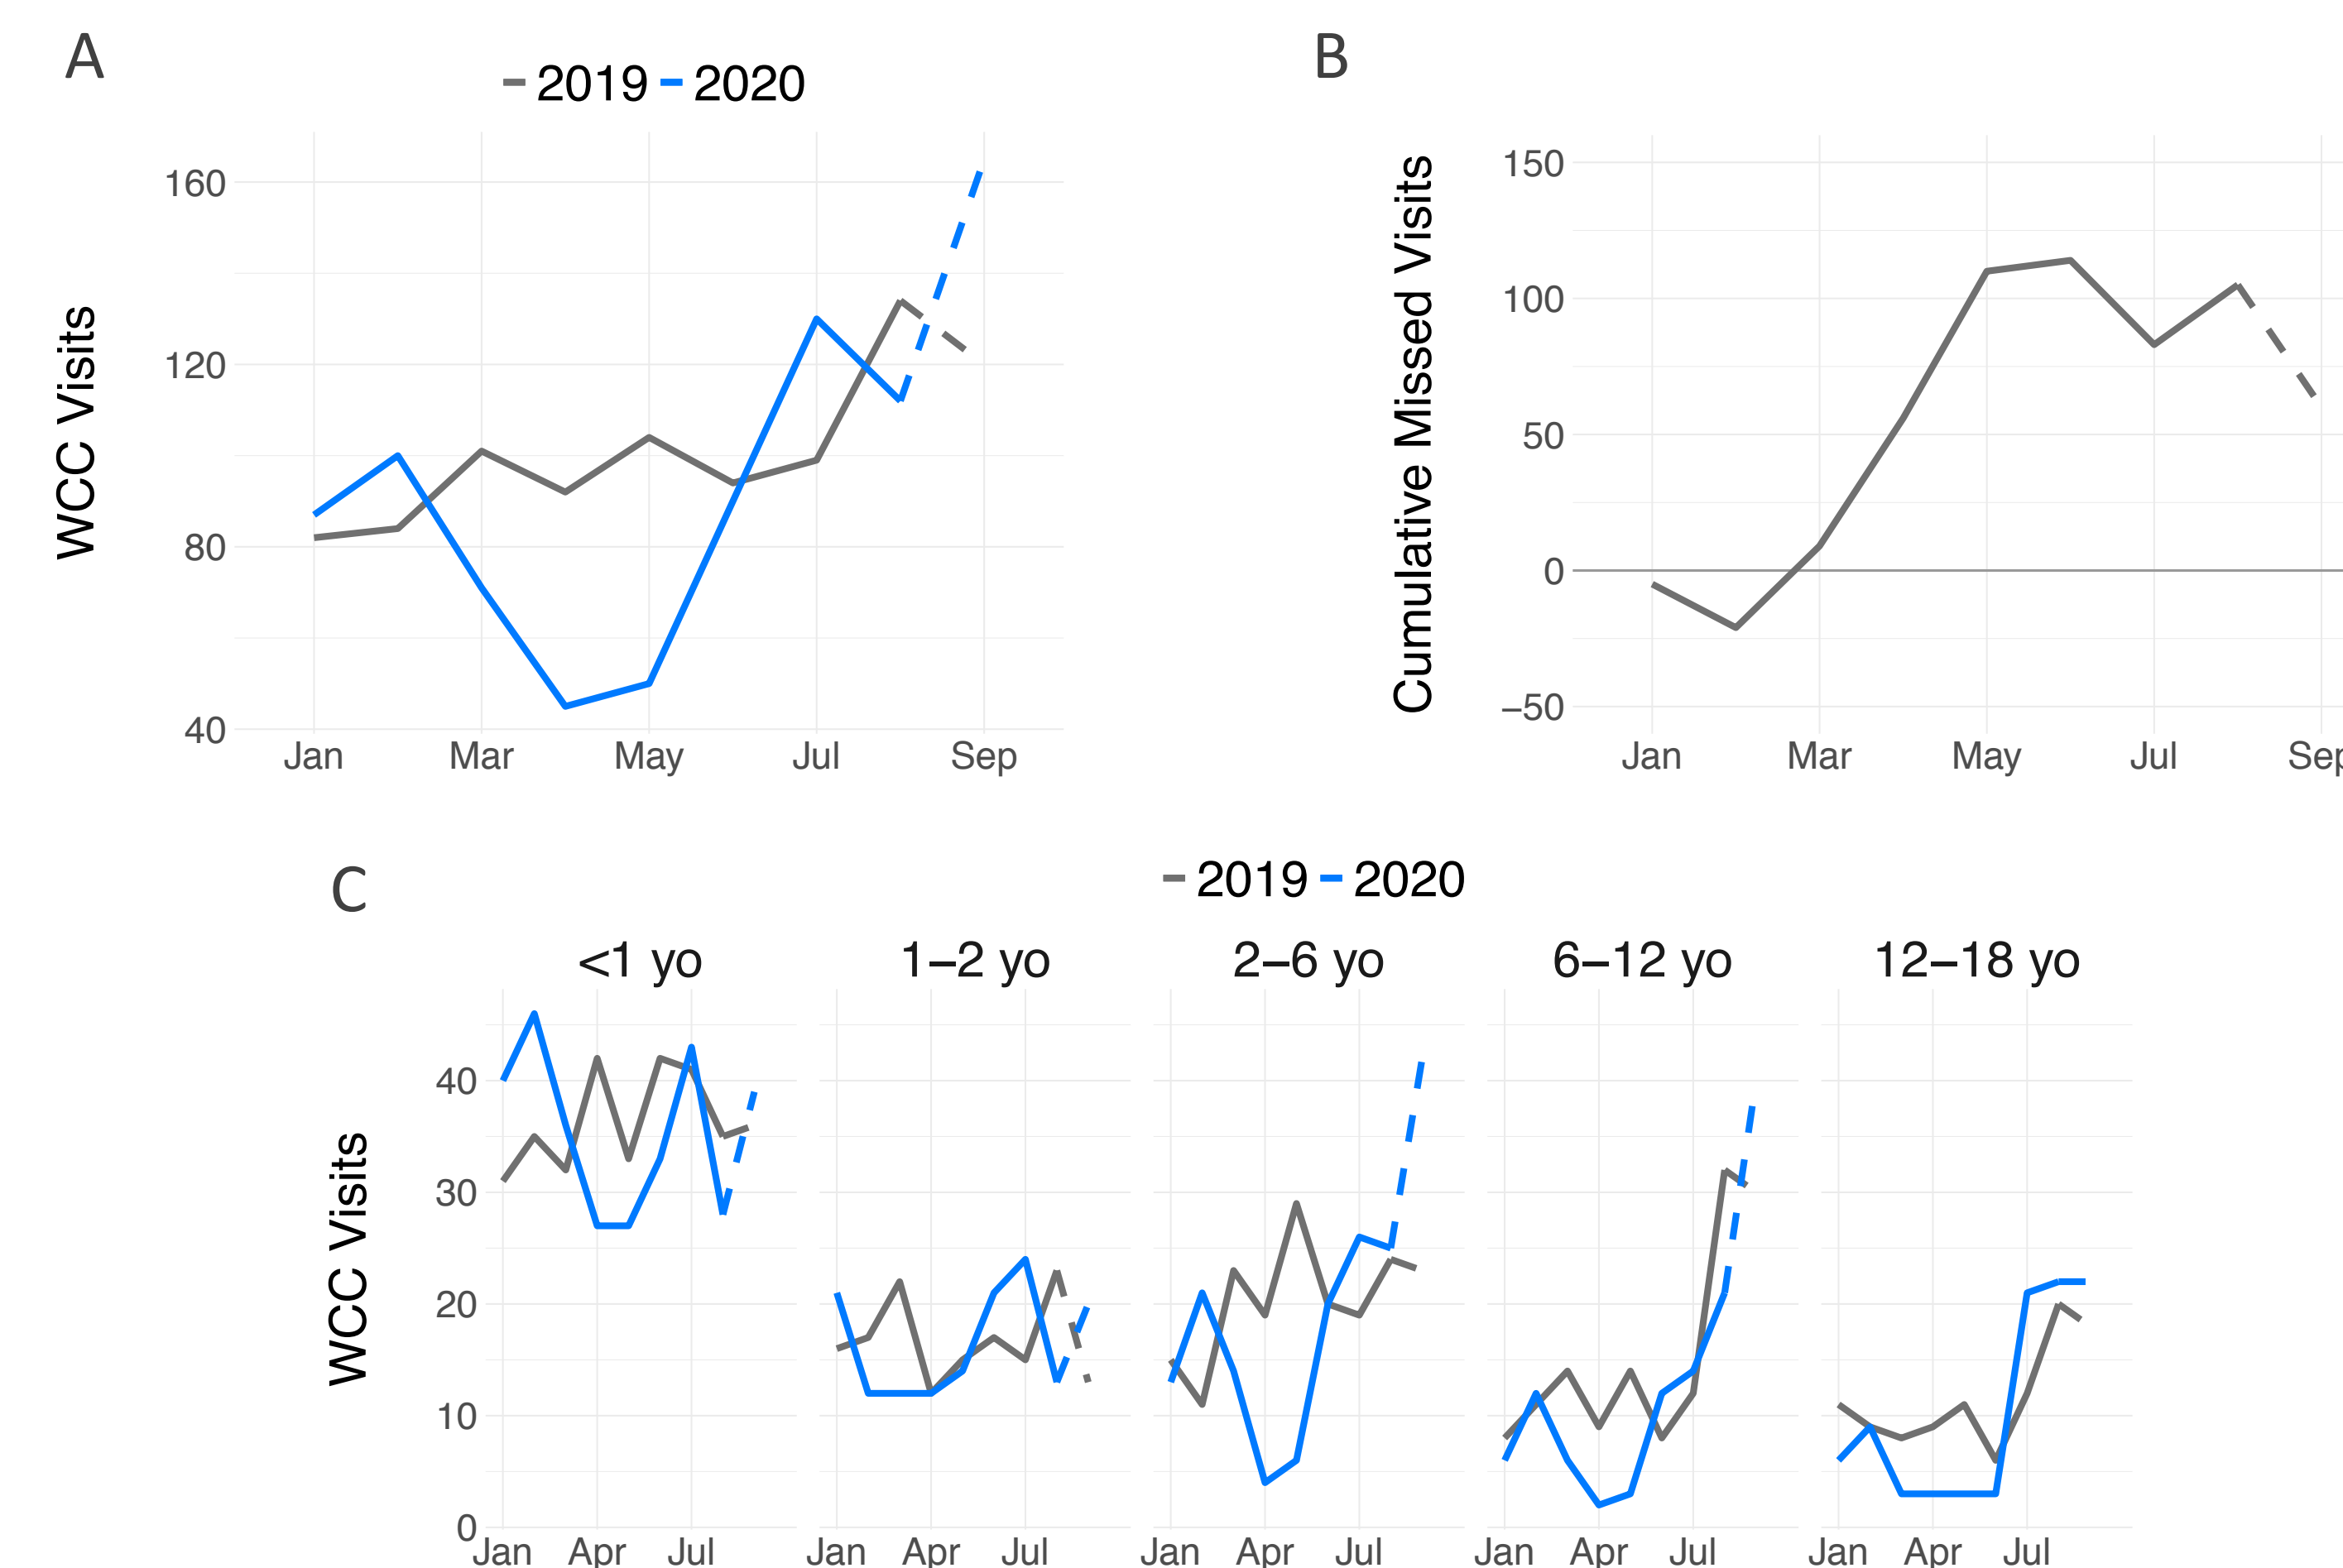 A
2019 2020
WCC Visits
160
120
80
40
Jan Mar May Jul Sep
B
Cumulative Missed Visits
150
100
50
0
−50
Jan Mar May Jul Sep
C
2019 2020
<1 yo 1–2 yo 2–6 yo 6–12 yo 12–18 yo
WCC Visits
40
30
20
10
0
Jan Apr Jul Jan Apr Jul Jan Apr Jul Jan Apr Jul Jan Apr Jul